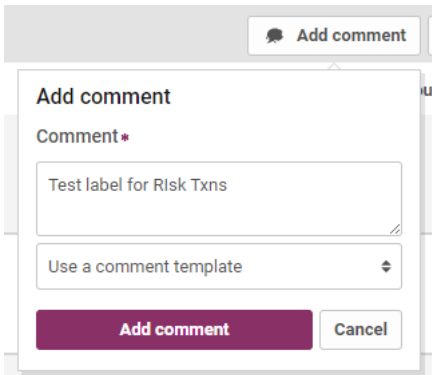 Add comment
Add comment
Comment*
Test label for RIsk Txns
Use a comment template
Add comment Cancel